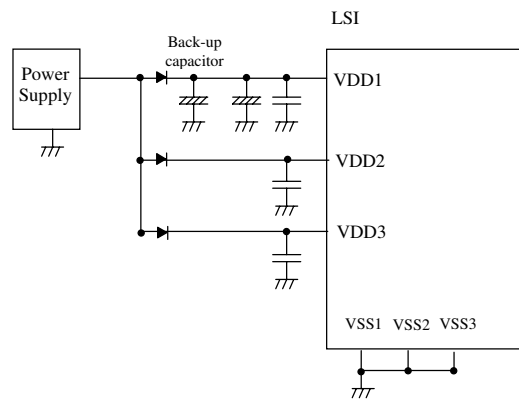 LSI
Back-up
capacitor
Power
Supply
VDD1
VDD2
VDD3
VSS1 VSS2 VSS3